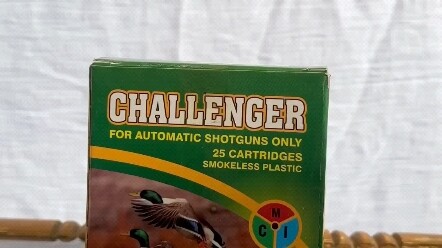 CHALLENGER
FOR AUTOMATIC SHOTGUNS ONLY
25 CARTRIDGES
SMOKELESS PLASTIC
M
C I